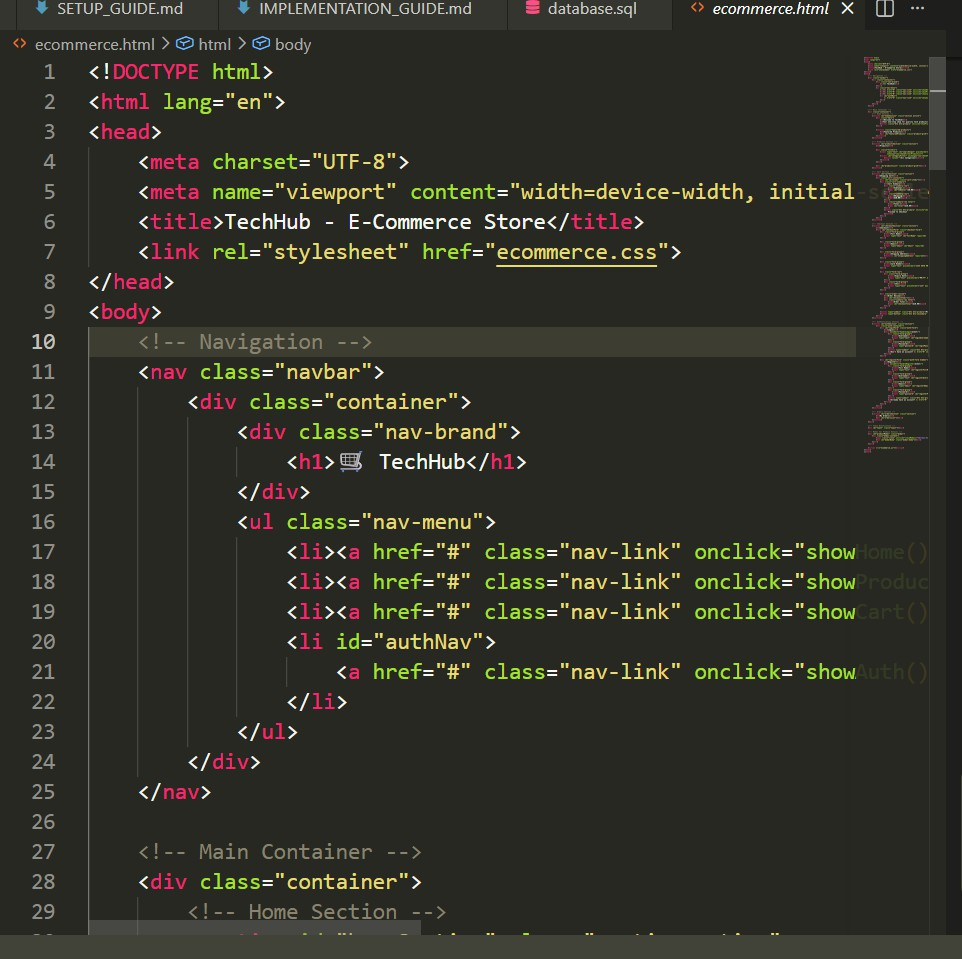 SETUP_GUIDE.md IMPLEMENTATION_GUIDE.md database.sql ecommerce.html
ecommerce.html > html > body
1 <!DOCTYPE html>
2 <html lang="en">
3 <head>
4 <meta charset="UTF-8">
5 <meta name="viewport" content="width=device-width, initial-scale
6 <title>TechHub - E-Commerce Store</title>
7 <link rel="stylesheet" href="ecommerce.css">
8 </head>
9 <body>
10 <!-- Navigation -->
11 <nav class="navbar">
12 <div class="container">
13 <div class="nav-brand">
14 <h1>🛒 TechHub</h1>
15 </div>
16 <ul class="nav-menu">
17 <li><a href="#" class="nav-link" onclick="showHome()
18 <li><a href="#" class="nav-link" onclick="showProduc
19 <li><a href="#" class="nav-link" onclick="showCart()
20 <li id="authNav">
21 <a href="#" class="nav-link" onclick="showAuth()
22 </li>
23 </ul>
24 </div>
25 </nav>
26
27 <!-- Main Container -->
28 <div class="container">
29 <!-- Home Section -->